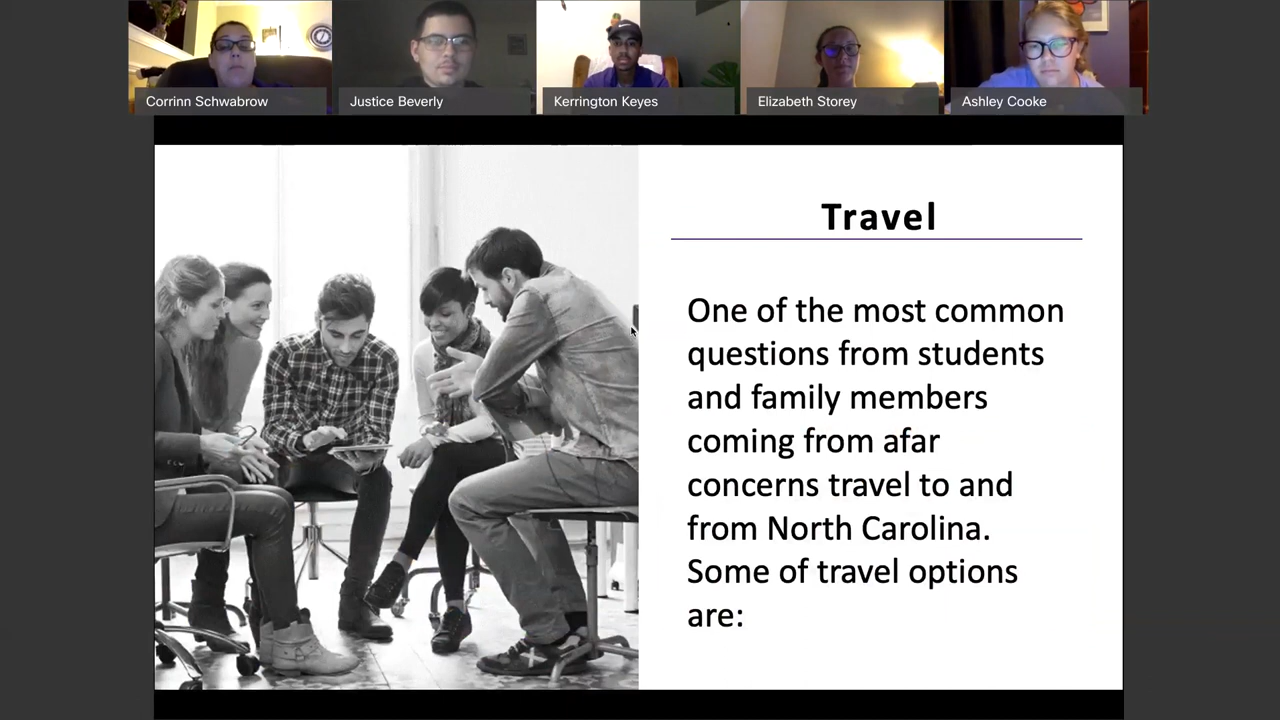 Corrinn Schwabrow
Justice Beverly
Kerrington Keyes
Elizabeth Storey
Ashley Cooke
Travel
One of the most common
questions from students
and family members
coming from afar
concerns travel to and
from North Carolina.
Some of travel options
are: